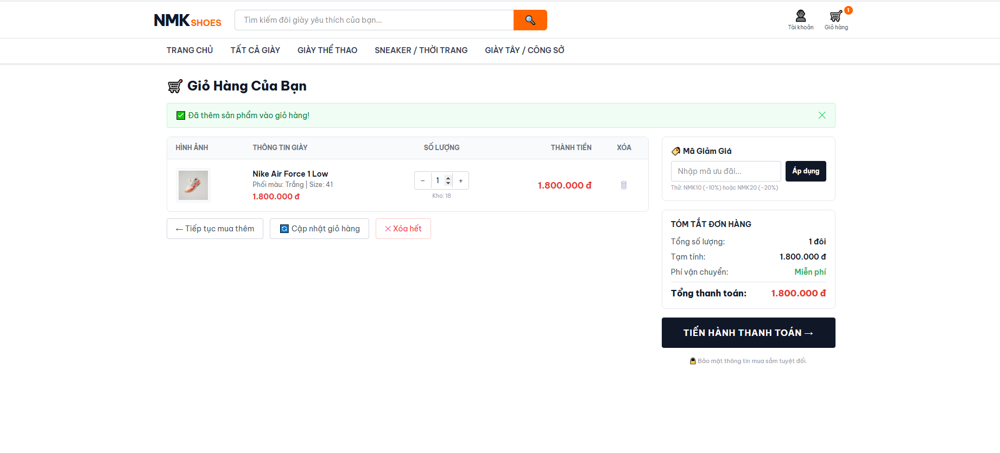 NMK SHOES
Tìm kiếm đôi giày yêu thích của bạn...
Tài khoản
Giỏ hàng
1
TRANG CHỦ
TẤT CẢ GIÀY
GIÀY THỂ THAO
SNEAKER / THỜI TRANG
GIÀY TÂY / CÔNG SỞ
Giỏ Hàng Của Bạn
Đã thêm sản phẩm vào giỏ hàng!
HÌNH ẢNH
THÔNG TIN GIÀY
SỐ LƯỢNG
THÀNH TIỀN
XÓA
Nike Air Force 1 Low
Phối màu: Trắng | Size: 41
1.800.000 đ
− 1 +
Kho: 18
1.800.000 đ
← Tiếp tục mua thêm
Cập nhật giỏ hàng
Xóa hết
Mã Giảm Giá
Nhập mã ưu đãi...
Áp dụng
Thử: NMK10 (-10%) hoặc NMK20 (-20%)
TÓM TẮT ĐƠN HÀNG
Tổng số lượng: 1 đôi
Tạm tính: 1.800.000 đ
Phí vận chuyển: Miễn phí
Tổng thanh toán: 1.800.000 đ
TIẾN HÀNH THANH TOÁN →
Bảo mật thông tin mua sắm tuyệt đối.